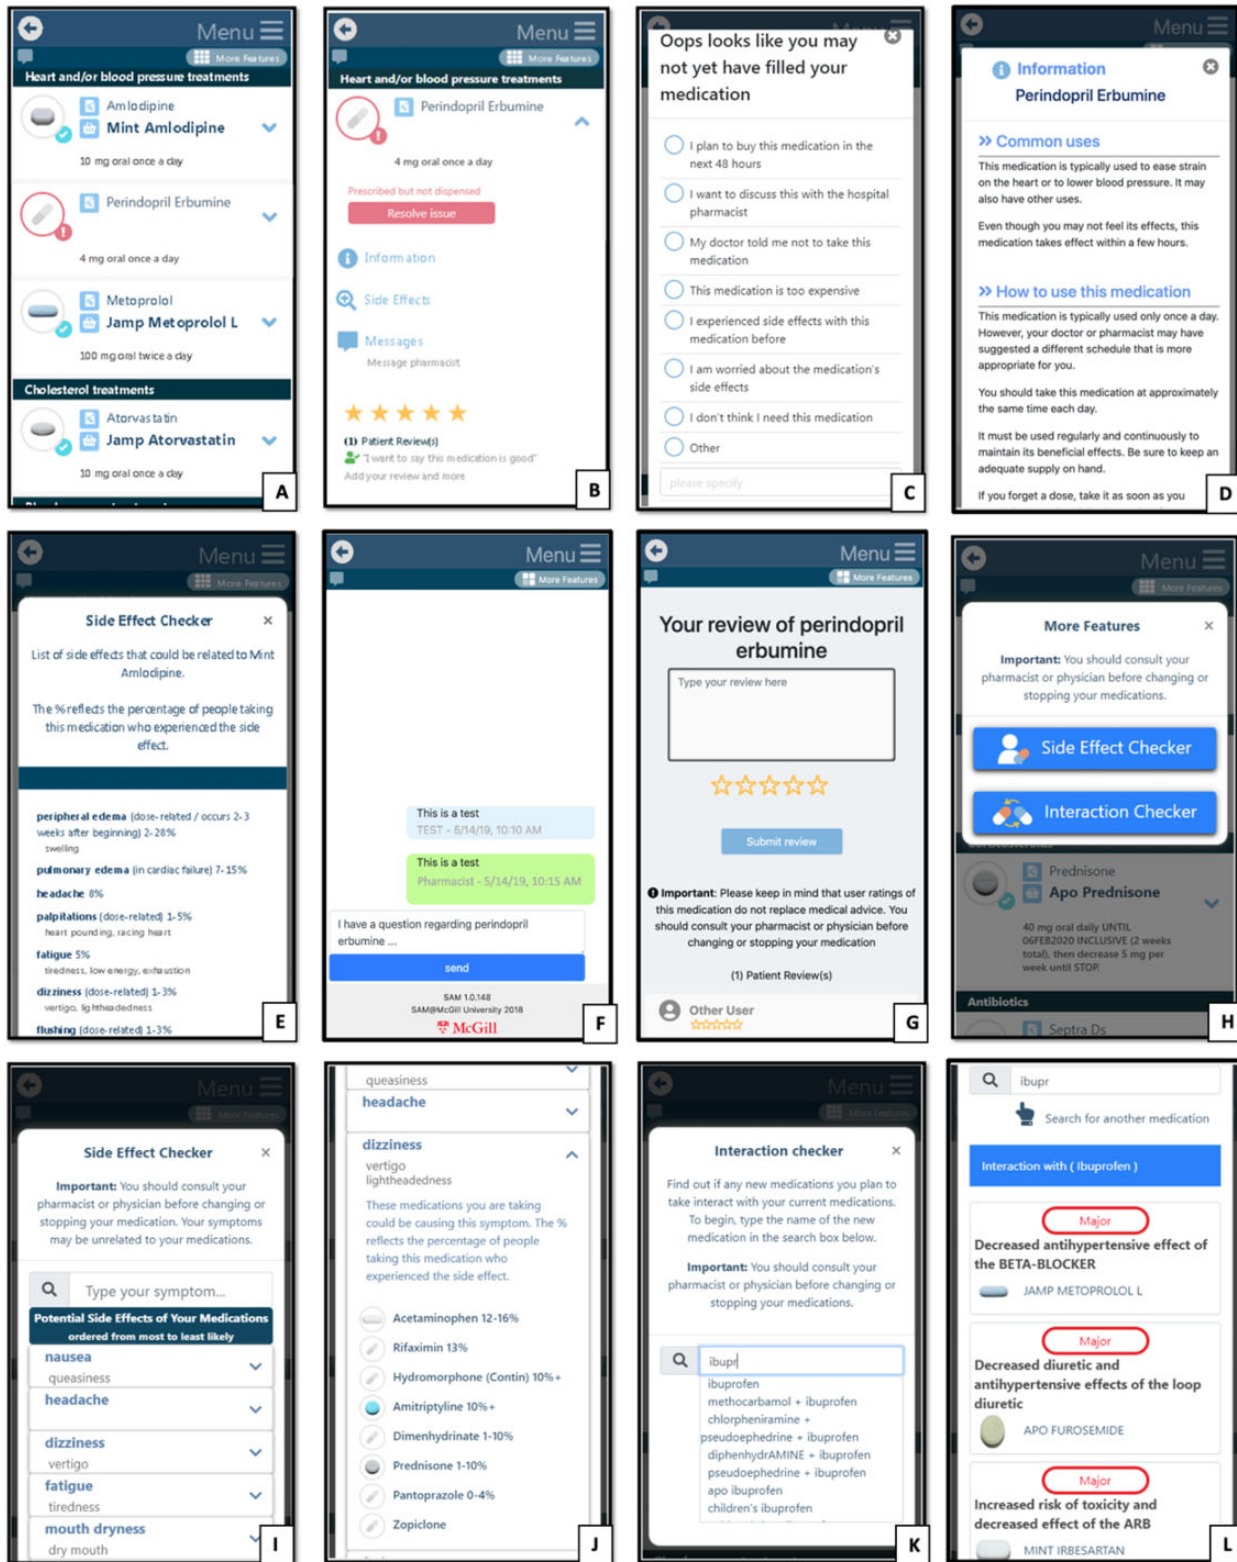 Menu
More Features
Heart and/or blood pressure treatments
Amlodipine
Mint Amlodipine
10 mg oral once a day
Perindopril Erbumine
4 mg oral once a day
Metoprolol
Jamp Metoprolol L
100 mg oral twice a day
Cholesterol treatments
Atorvastatin
Jamp Atorvastatin
10 mg oral once a day
A
Menu
More Features
Heart and/or blood pressure treatments
Perindopril Erbumine
4 mg oral once a day
Prescribed but not dispensed
Resolve issue
Information
Side Effects
Messages
Message pharmacist
(1) Patient Review(s)
"I want to say this medication is good"
Add your review and more
B
Oops looks like you may
not yet have filled your
medication
I plan to buy this medication in the
next 48 hours
I want to discuss this with the hospital
pharmacist
My doctor told me not to take this
medication
This medication is too expensive
I experienced side effects with this
medication before
I am worried about the medication's
side effects
I don't think I need this medication
Other
please specify
C
Information
Perindopril Erbumine
>> Common uses
This medication is typically used to ease strain
on the heart or to lower blood pressure. It may
also have other uses.
Even though you may not feel its effects, this
medication takes effect within a few hours.
>> How to use this medication
This medication is typically used only once a day.
However, your doctor or pharmacist may have
suggested a different schedule that is more
appropriate for you.
You should take this medication at approximately
the same time each day.
It must be used regularly and continuously to
maintain its beneficial effects. Be sure to keep an
adequate supply on hand.
If you forget a dose, take it as soon as you
D
Menu
More Features
Side Effect Checker ×
List of side effects that could be related to Mint
Amlodipine.
The % reflects the percentage of people taking
this medication who experienced the side
effect.
peripheral edema (dose-related / occurs 2-3
weeks after beginning) 2-28%
swelling
pulmonary edema (in cardiac failure) 7-15%
headache 8%
palpitations (dose-related) 1-5%
heart pounding, racing heart
fatigue 5%
tiredness, low energy, exhaustion
dizziness (dose-related) 1-3%
vertigo, lightheadedness
flushing (dose-related) 1-3%
E
Menu
More Features
This is a test
TEST - 5/14/19, 10:10 AM
This is a test
Pharmacist - 5/14/19, 10:15 AM
I have a question regarding perindopril
erbumine ...
send
SAM 1.0.148
SAM@McGill University 2018
McGill
F
Menu
More Features
Your review of perindopril
erbumine
Type your review here
Submit review
Important: Please keep in mind that user ratings of
this medication do not replace medical advice. You
should consult your pharmacist or physician before
changing or stopping your medication
(1) Patient Review(s)
Other User
G
Menu
More Features
More Features ×
Important: You should consult your
pharmacist or physician before changing or
stopping your medications.
Side Effect Checker
Interaction Checker
Corticosteroids
Prednisone
Apo Prednisone
40 mg oral daily UNTIL
06FEB2020 INCLUSIVE (2 weeks
total), then decrease 5 mg per
week until STOP.
Antibiotics
Septra Ds
H
Menu
More Features
Side Effect Checker ×
Important: You should consult your
pharmacist or physician before changing or
stopping your medication. Your symptoms
may be unrelated to your medications.
Type your symptom...
Potential Side Effects of Your Medications
ordered from most to least likely
nausea
queasiness
headache
dizziness
vertigo
fatigue
tiredness
mouth dryness
dry mouth
I
queasiness
headache
dizziness
vertigo
lightheadedness
These medications you are taking
could be causing this symptom. The %
reflects the percentage of people
taking this medication who
experienced the side effect.
Acetaminophen 12-16%
Rifaximin 13%
Hydromorphone (Contin) 10%+
Amitriptyline 10%+
Dimenhydrinate 1-10%
Prednisone 1-10%
Pantoprazole 0-4%
Zopiclone
J
Menu
More Features
Interaction checker ×
Find out if any new medications you plan to
take interact with your current medications.
To begin, type the name of the new
medication in the search box below.
Important: You should consult your
pharmacist or physician before changing or
stopping your medications.
ibupr
ibuprofen
methocarbamol + ibuprofen
chlorpheniramine +
pseudoephedrine + ibuprofen
diphenhydrAMINE + ibuprofen
pseudoephedrine + ibuprofen
apo ibuprofen
children's ibuprofen
K
ibupr
Search for another medication
Interaction with ( Ibuprofen )
Major
Decreased antihypertensive effect of
the BETA-BLOCKER
JAMP METOPROLOL L
Major
Decreased diuretic and
antihypertensive effects of the loop
diuretic
APO FUROSEMIDE
Major
Increased risk of toxicity and
decreased effect of the ARB
MINT IRBESARTAN
L